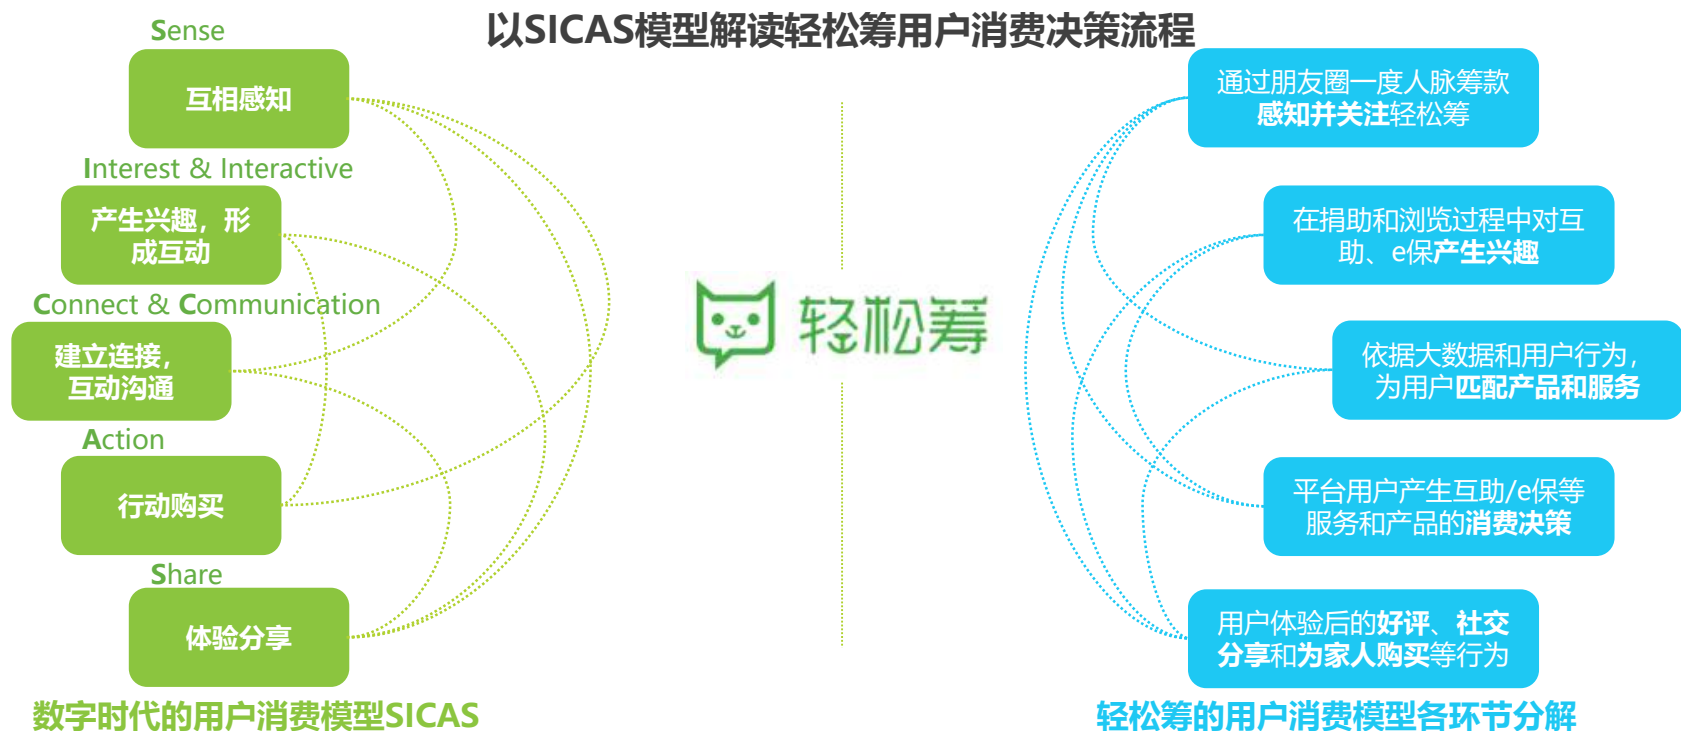 以SICAS模型解读轻松筹用户消费决策流程
Sense
互相感知
Interest & Interactive
产生兴趣，形
成互动
Connect & Communication
建立连接，
互动沟通
Action
行动购买
Share
体验分享
数字时代的用户消费模型SICAS
轻松筹
通过朋友圈一度人脉筹款
感知并关注轻松筹
在捐助和浏览过程中对互
助、e保产生兴趣
依据大数据和用户行为，
为用户匹配产品和服务
平台用户产生互助/e保等
服务和产品的消费决策
用户体验后的好评、社交
分享和为家人购买等行为
轻松筹的用户消费模型各环节分解